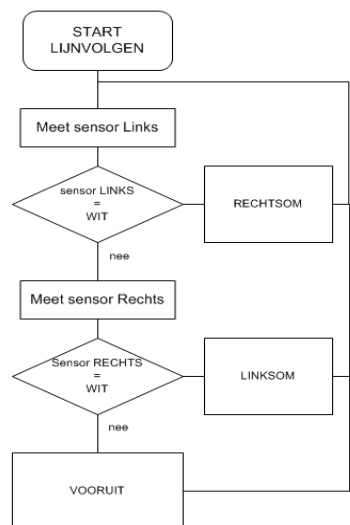 START
LIJNVOLGEN
Meet sensor Links
sensor LINKS
=
WIT
RECHTSOM
nee
Meet sensor Rechts
Sensor RECHTS
=
WIT
LINKSOM
nee
VOORUIT